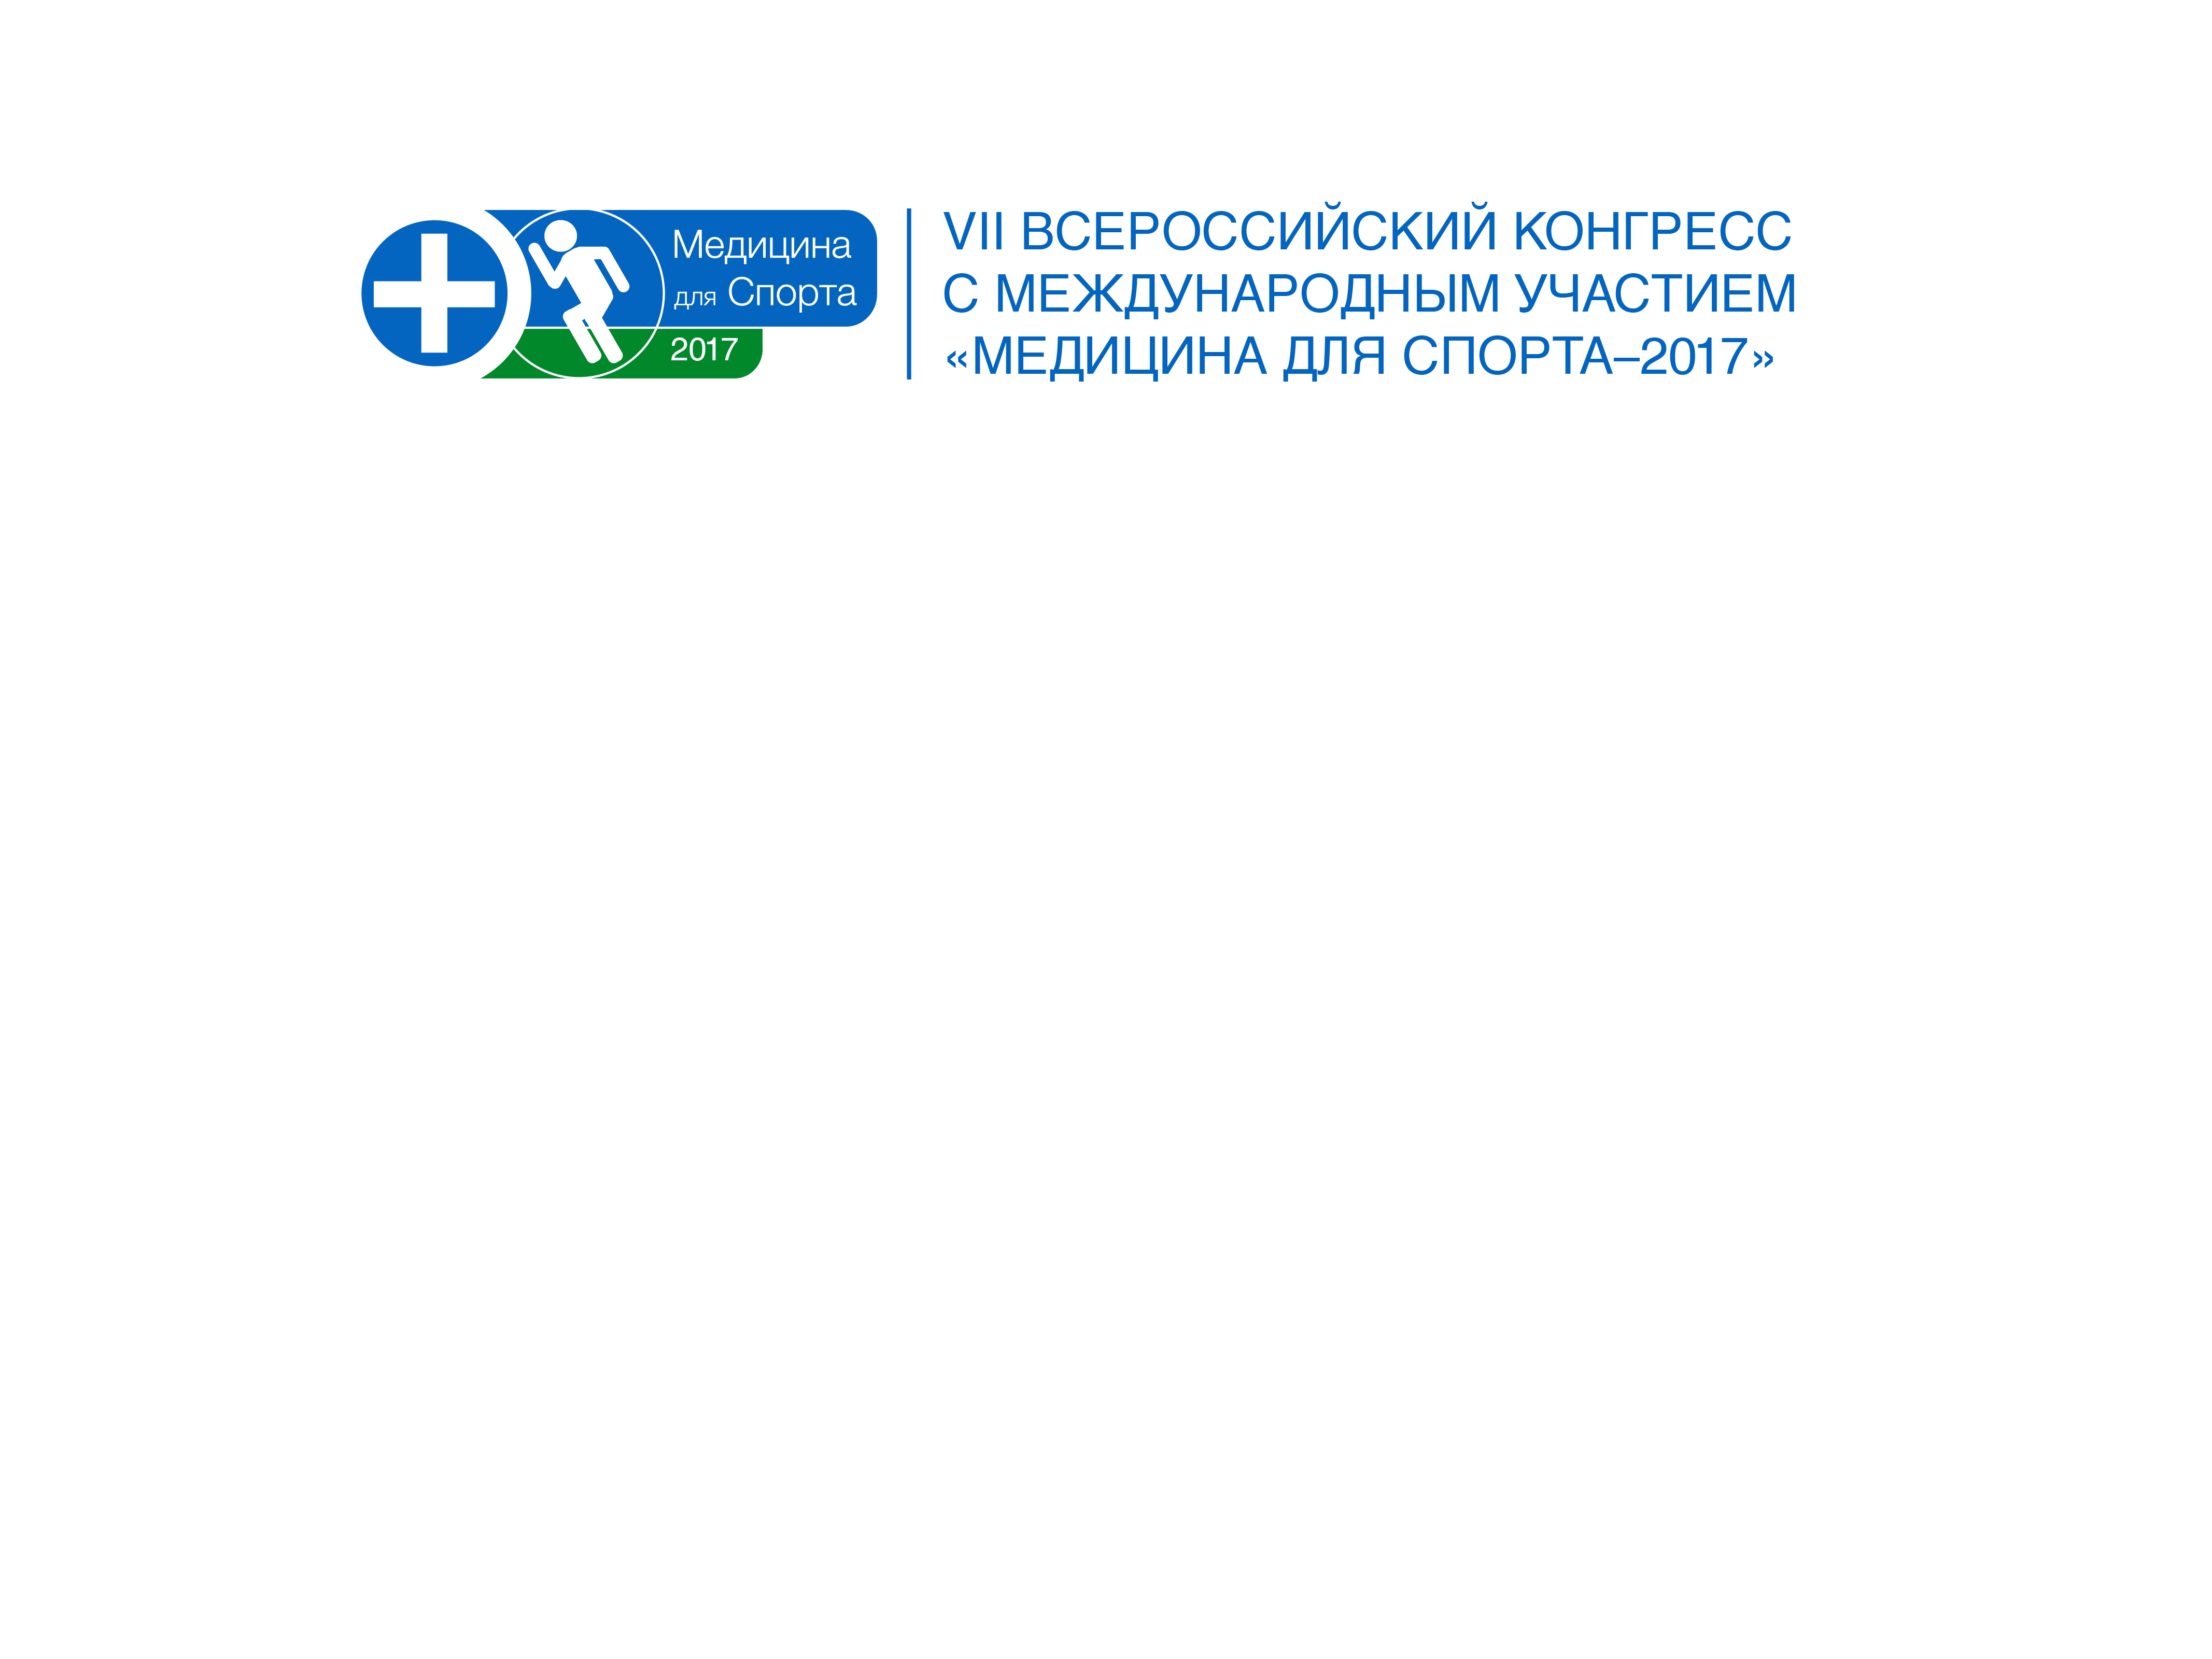 Медицина
для Спорта
2017
VII ВСЕРОССИЙСКИЙ КОНГРЕСС
С МЕЖДУНАРОДНЫМ УЧАСТИЕМ
«МЕДИЦИНА ДЛЯ СПОРТА–2017»